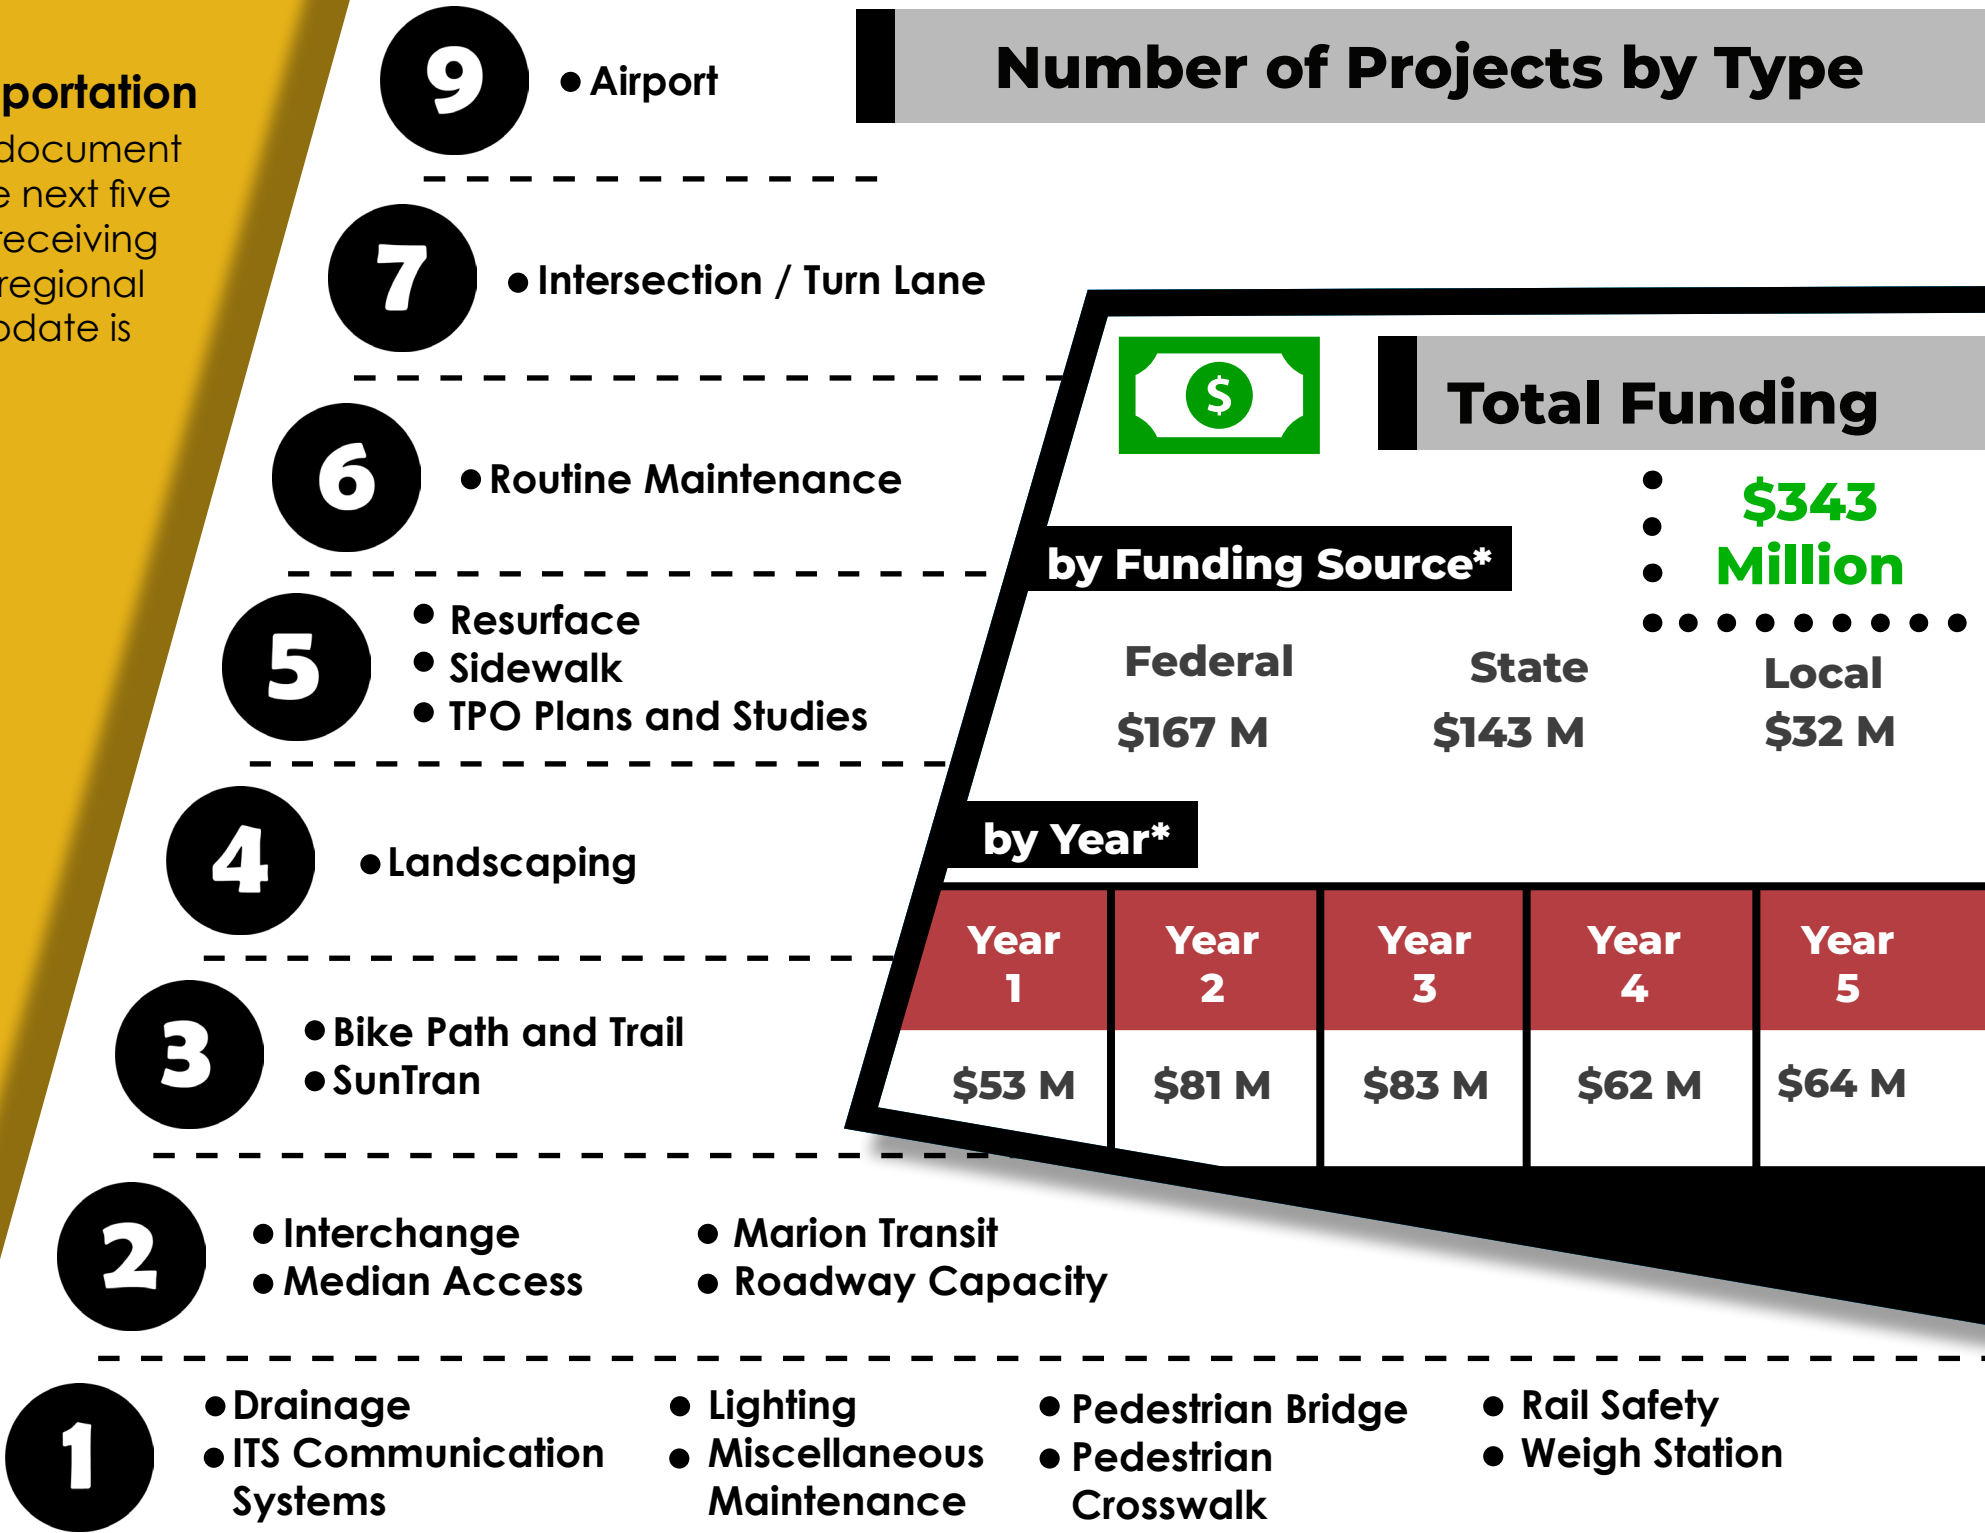 portation
document
next five
receiving
regional
is
9
• Airport
Number of Projects by Type
7
• Intersection / Turn Lane
6
• Routine Maintenance
5
• Resurface
• Sidewalk
• TPO Plans and Studies
4
• Landscaping
3
• Bike Path and Trail
• SunTran
2
• Interchange
• Median Access
• Marion Transit
• Roadway Capacity
1
• Drainage
• ITS Communication
Systems
• Lighting
• Miscellaneous
Maintenance
• Pedestrian Bridge
• Pedestrian
Crosswalk
• Rail Safety
• Weigh Station
$
Total Funding
$343
Million
by Funding Source*
Federal
$167 M
State
$143 M
Local
$32 M
by Year*
Year
1
Year
2
Year
3
Year
4
Year
5
$53 M
$81 M
$83 M
$62 M
$64 M